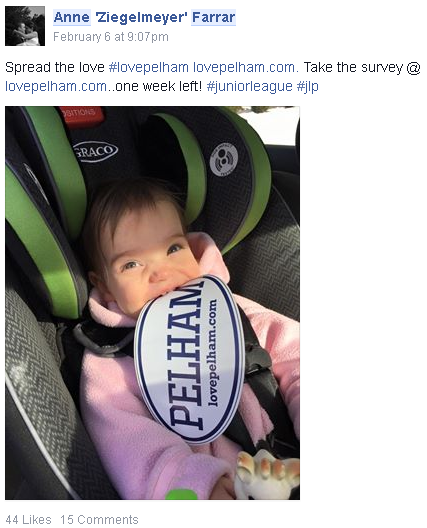 Anne 'Ziegelmeyer' Farrar
February 6 at 9:07pm
Spread the love #lovepelham lovepelham.com. Take the survey @
lovepelham.com..one week left! #juniorleague #jlp
POSITIONS
GRACO
PELHAM
lovepelham.com
44 Likes 15 Comments